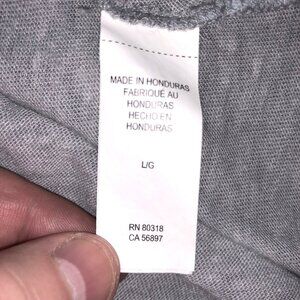 MADE IN HONDURAS
FABRIQUÉ AU
HONDURAS
HECHO EN
HONDURAS
L/G
RN 80318
CA 56897